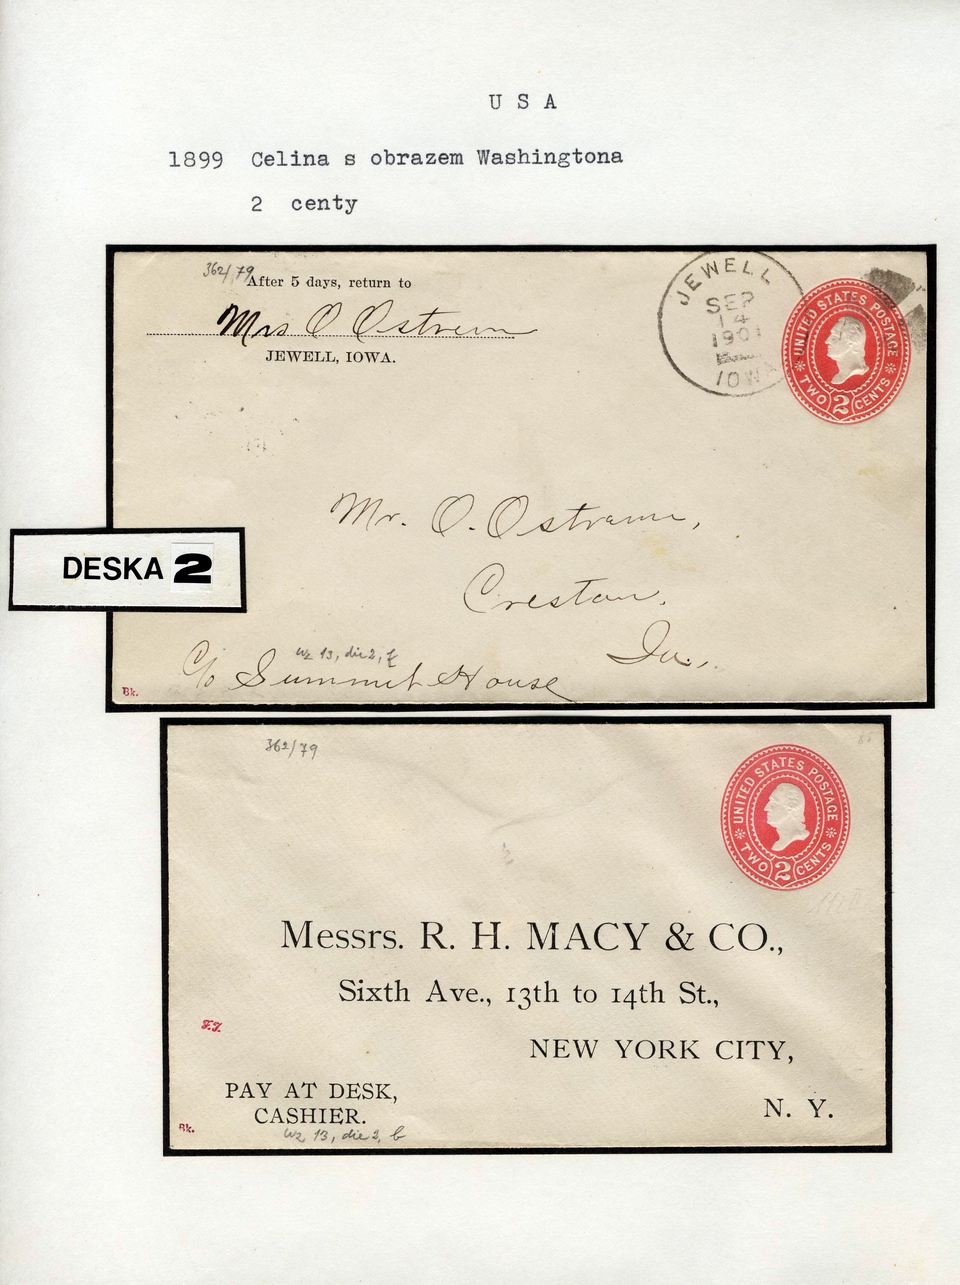 U S A
1899 Celina s obrazem Washingtona
2 centy
362/79
After 5 days, return to
Mrs O Ostrem
JEWELL, IOWA.
JEWELL
SEP
14
1901
IOWA
UNITED STATES POSTAGE
TWO 2 CENTS
Mr. O. Ostrem,
Creston,
Ia.,
DESKA 2
wz 13, die 2,
C/o Summit House
Bk.
362/79
UNITED STATES POSTAGE
TWO 2 CENTS
Messrs. R. H. MACY & CO.,
Sixth Ave., 13th to 14th St.,
F.J.
NEW YORK CITY,
PAY AT DESK,
CASHIER.
N. Y.
Bk.
wz 13, die 2, b